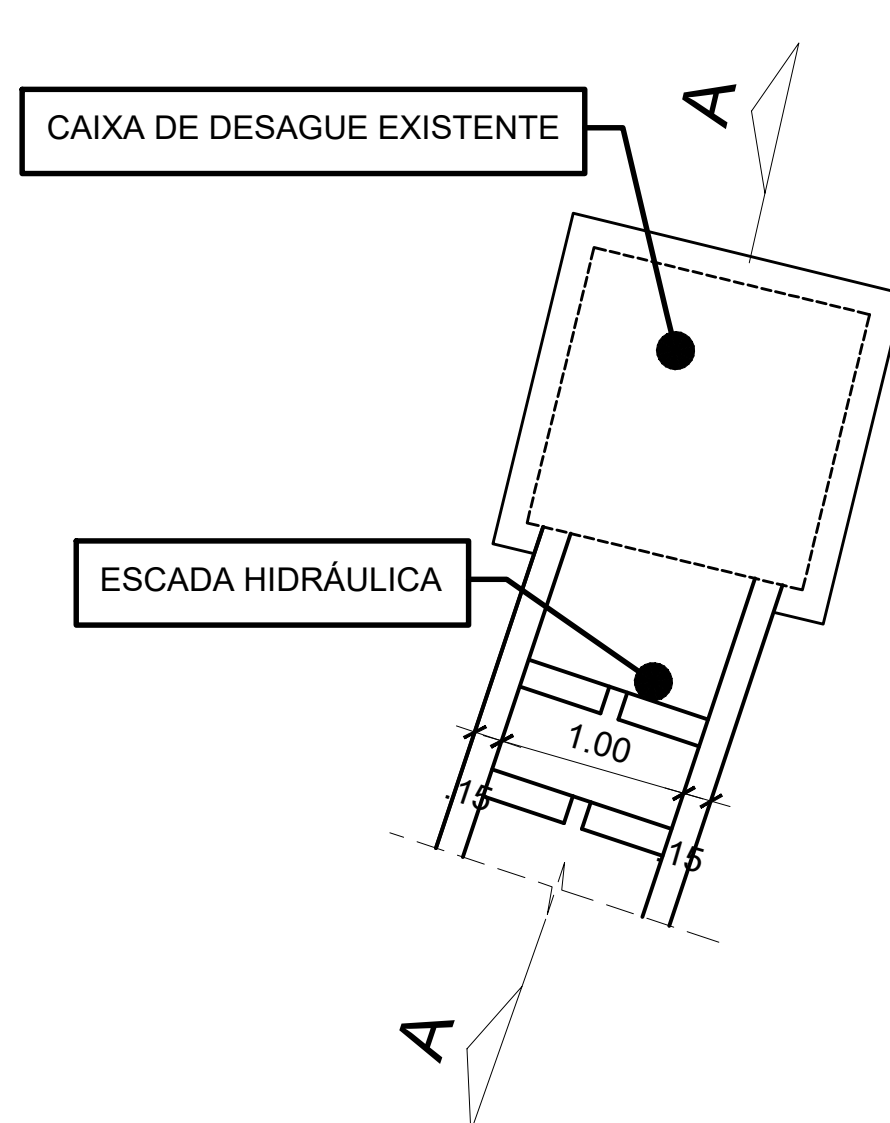 A
CAIXA DE DESAGUE EXISTENTE
ESCADA HIDRÁULICA
1.00
.15
.15
A